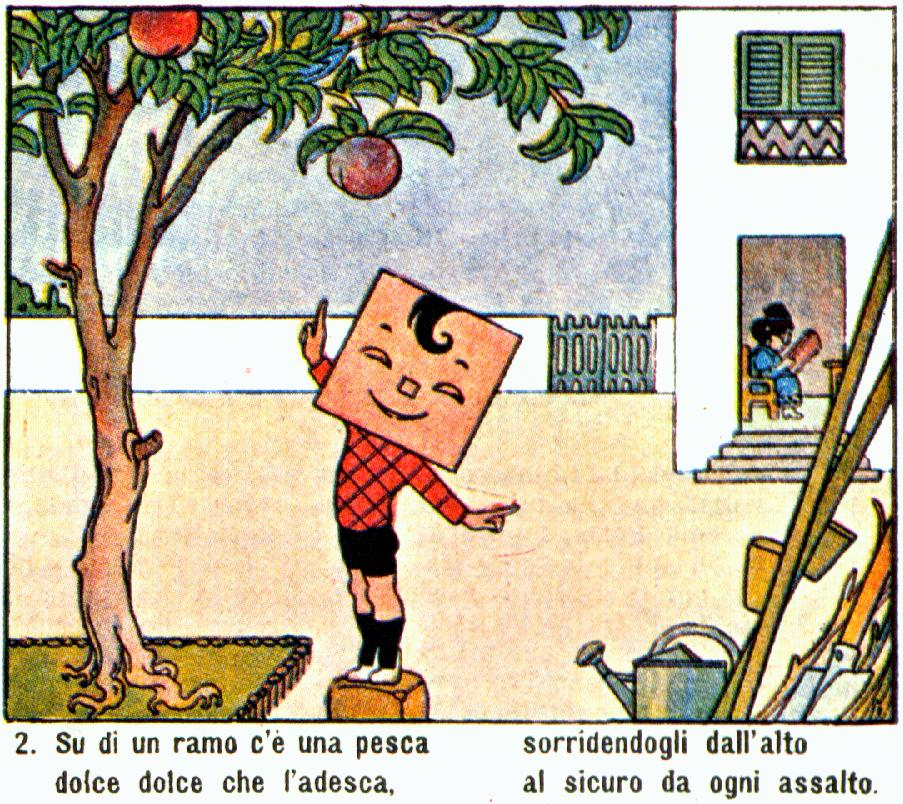 2. Su di un ramo c'è una pesca
dolce dolce che l'adesca,
sorridendogli dall'alto
al sicuro da ogni assalto.